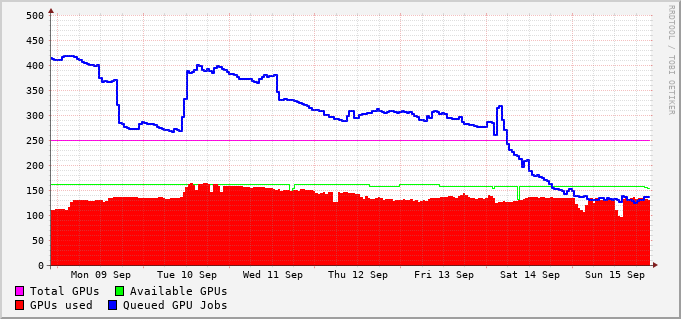 500
450
400
350
300
250
200
150
100
50
0
Mon 09 Sep Tue 10 Sep Wed 11 Sep Thu 12 Sep Fri 13 Sep Sat 14 Sep Sun 15 Sep
Total GPUs Available GPUs
GPUs used Queued GPU Jobs
RRDTOOL / TOBI OETIKER